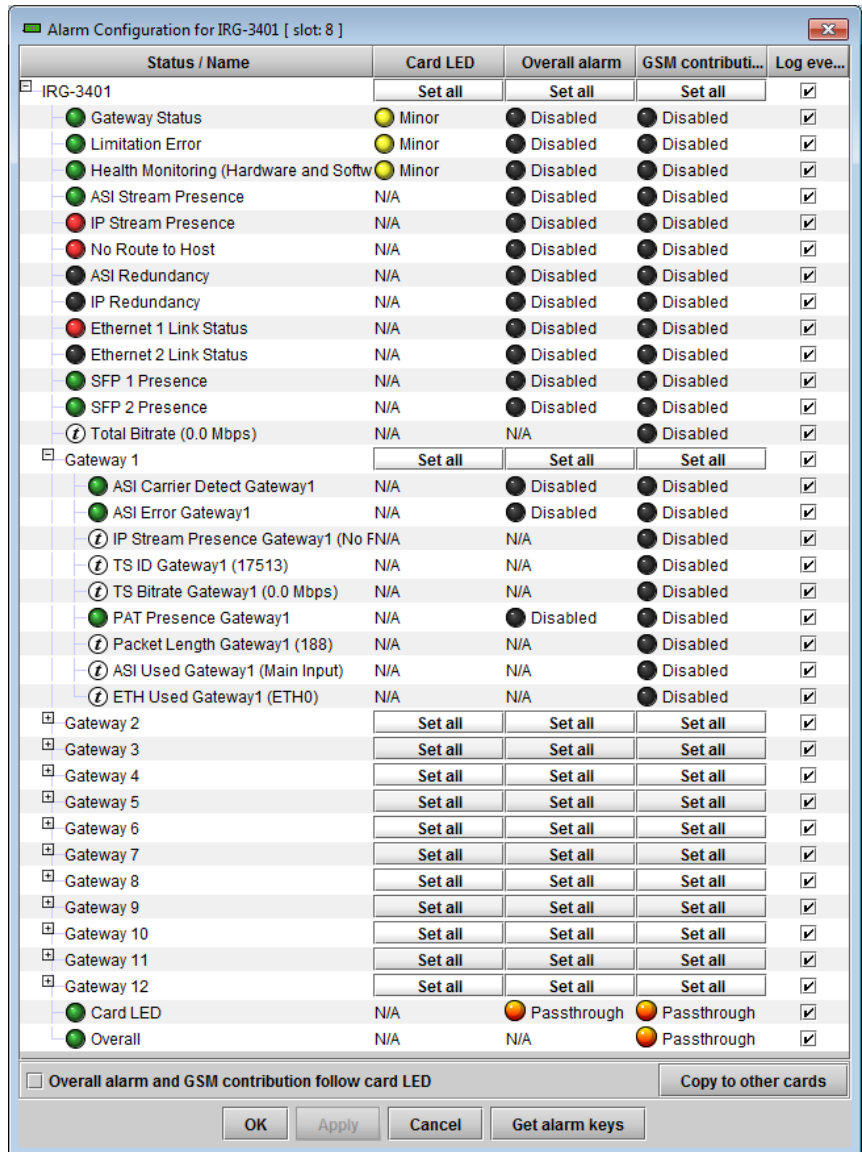 Alarm Configuration for IRG-3401 [ slot: 8 ]
Status / Name Card LED Overall alarm GSM contributi... Log eve...
IRG-3401 Set all Set all Set all
Gateway Status Minor Disabled Disabled
Limitation Error Minor Disabled Disabled
Health Monitoring (Hardware and Softw Minor Disabled Disabled
ASI Stream Presence N/A Disabled Disabled
IP Stream Presence N/A Disabled Disabled
No Route to Host N/A Disabled Disabled
ASI Redundancy N/A Disabled Disabled
IP Redundancy N/A Disabled Disabled
Ethernet 1 Link Status N/A Disabled Disabled
Ethernet 2 Link Status N/A Disabled Disabled
SFP 1 Presence N/A Disabled Disabled
SFP 2 Presence N/A Disabled Disabled
t Total Bitrate (0.0 Mbps) N/A N/A Disabled
Gateway 1 Set all Set all Set all
ASI Carrier Detect Gateway1 N/A Disabled Disabled
ASI Error Gateway1 N/A Disabled Disabled
t IP Stream Presence Gateway1 (No F N/A N/A Disabled
t TS ID Gateway1 (17513) N/A N/A Disabled
t TS Bitrate Gateway1 (0.0 Mbps) N/A N/A Disabled
PAT Presence Gateway1 N/A Disabled Disabled
t Packet Length Gateway1 (188) N/A N/A Disabled
t ASI Used Gateway1 (Main Input) N/A N/A Disabled
t ETH Used Gateway1 (ETH0) N/A N/A Disabled
Gateway 2 Set all Set all Set all
Gateway 3 Set all Set all Set all
Gateway 4 Set all Set all Set all
Gateway 5 Set all Set all Set all
Gateway 6 Set all Set all Set all
Gateway 7 Set all Set all Set all
Gateway 8 Set all Set all Set all
Gateway 9 Set all Set all Set all
Gateway 10 Set all Set all Set all
Gateway 11 Set all Set all Set all
Gateway 12 Set all Set all Set all
Card LED N/A Passthrough Passthrough
Overall N/A N/A Passthrough
Overall alarm and GSM contribution follow card LED Copy to other cards
OK Apply Cancel Get alarm keys